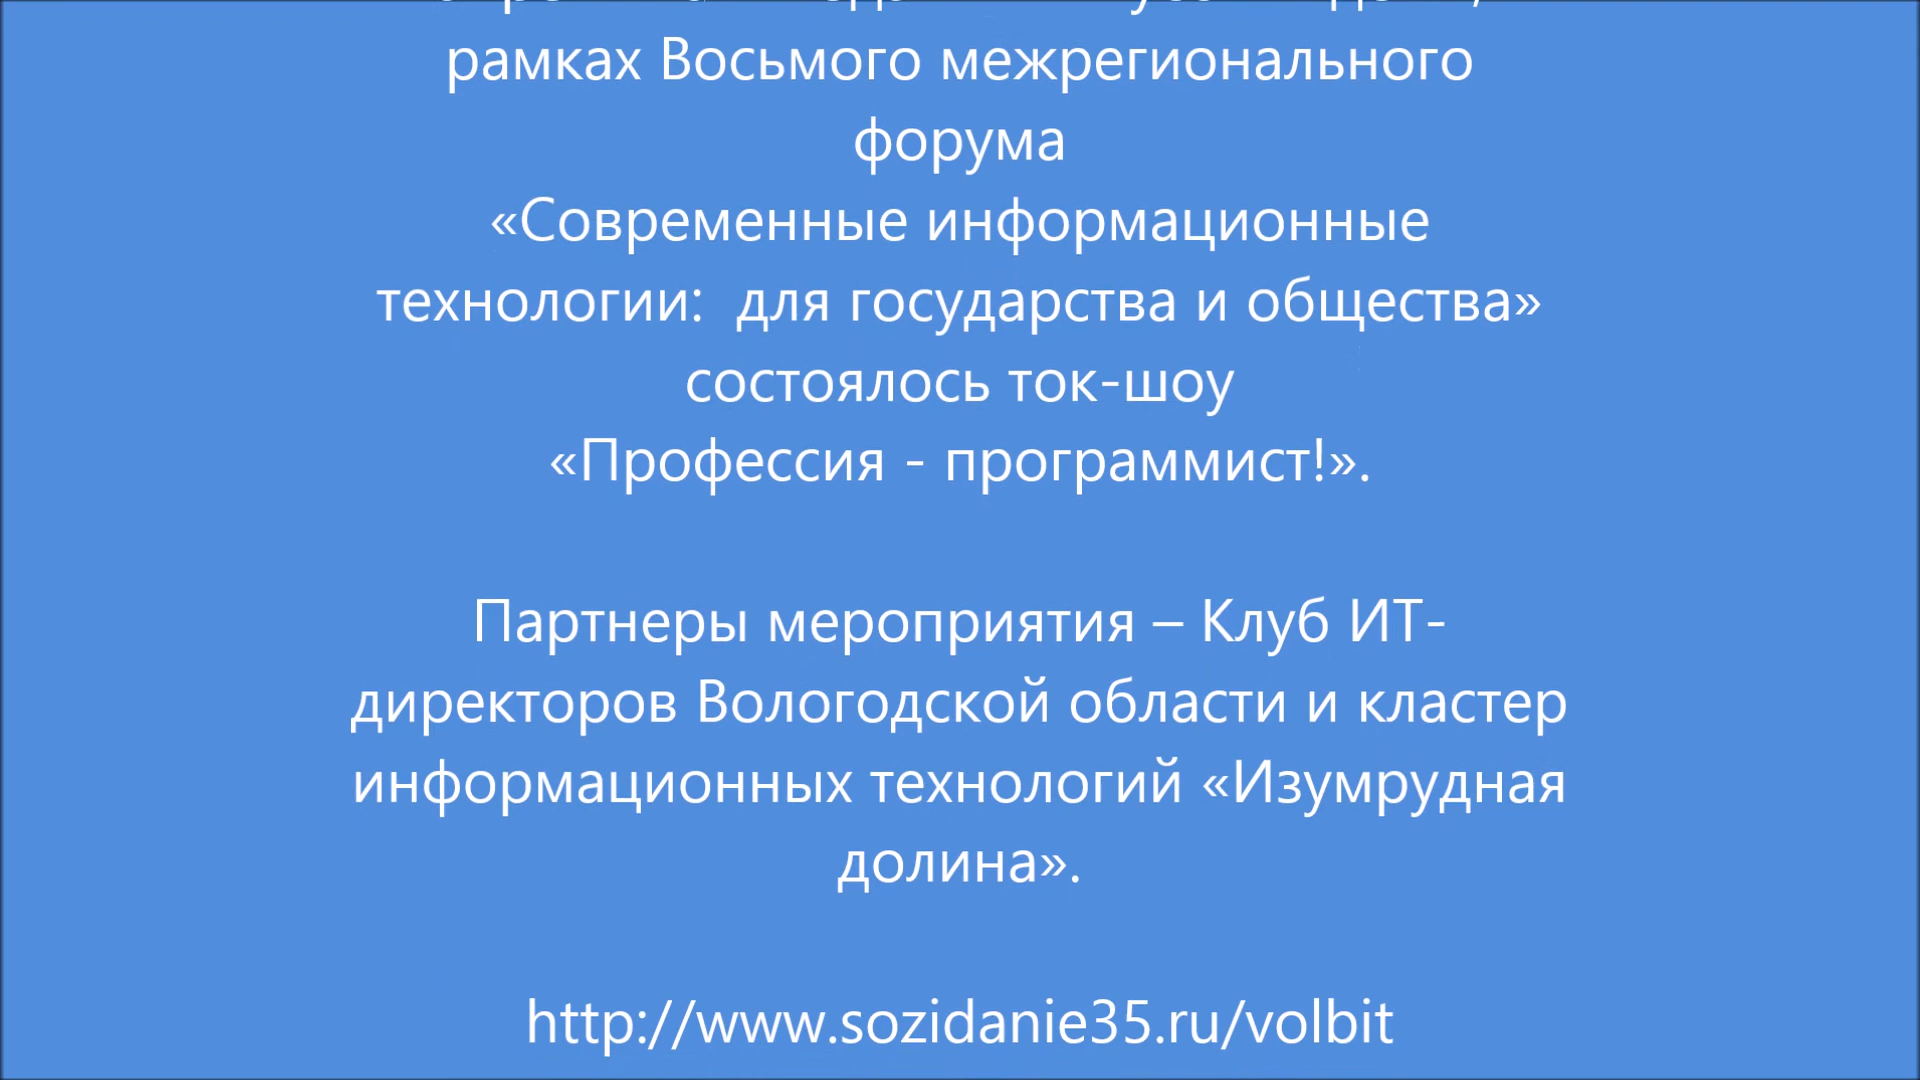 рамках Восьмого межрегионального
форума
«Современные информационные
технологии: для государства и общества»
состоялось ток-шоу
«Профессия - программист!».
Партнеры мероприятия – Клуб ИТ-
директоров Вологодской области и кластер
информационных технологий «Изумрудная
долина».
http://www.sozidanie35.ru/volbit